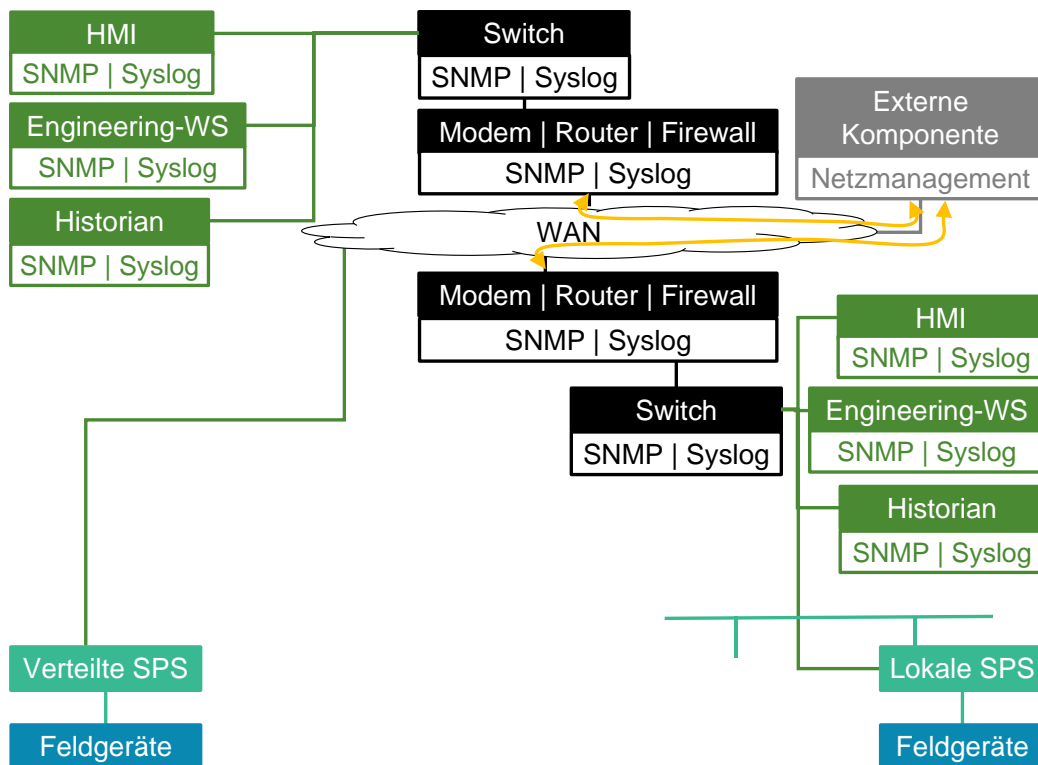 HMI
SNMP | Syslog
Engineering-WS
SNMP | Syslog
Historian
SNMP | Syslog
Switch
SNMP | Syslog
Modem | Router | Firewall
SNMP | Syslog
Externe
Komponente
Netzmanagement
WAN
Modem | Router | Firewall
SNMP | Syslog
Switch
SNMP | Syslog
HMI
SNMP | Syslog
Engineering-WS
SNMP | Syslog
Historian
SNMP | Syslog
Verteilte SPS
Feldgeräte
Lokale SPS
Feldgeräte